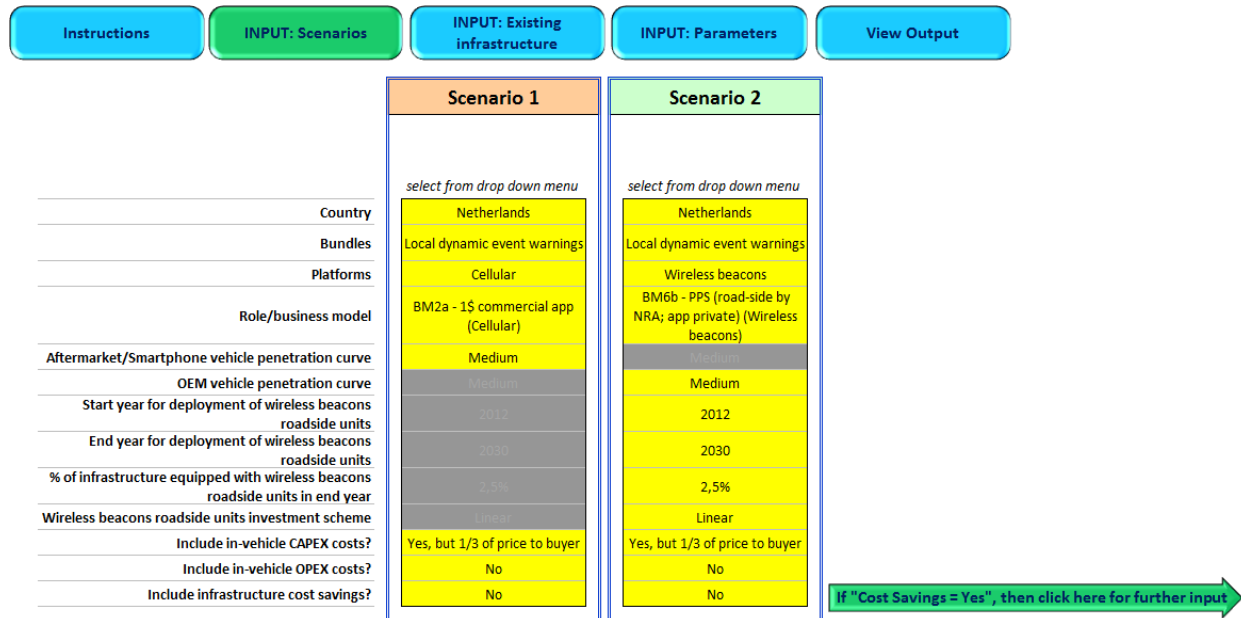 Instructions
INPUT: Scenarios
INPUT: Existing
infrastructure
INPUT: Parameters
View Output
Scenario 1
Scenario 2
select from drop down menu
select from drop down menu
Country
Netherlands
Netherlands
Bundles
Local dynamic event warnings
Local dynamic event warnings
Platforms
Cellular
Wireless beacons
Role/business model
BM2a - 1$ commercial app
(Cellular)
BM6b - PPS (road-side by
NRA; app private) (Wireless
beacons)
Aftermarket/Smartphone vehicle penetration curve
Medium
Medium
OEM vehicle penetration curve
Medium
Medium
Start year for deployment of wireless beacons
roadside units
2012
2012
End year for deployment of wireless beacons
roadside units
2030
2030
% of infrastructure equipped with wireless beacons
roadside units in end year
2,5%
2,5%
Wireless beacons roadside units investment scheme
Linear
Linear
Include in-vehicle CAPEX costs?
Yes, but 1/3 of price to buyer
Yes, but 1/3 of price to buyer
Include in-vehicle OPEX costs?
No
No
Include infrastructure cost savings?
No
No
If "Cost Savings = Yes", then click here for further input